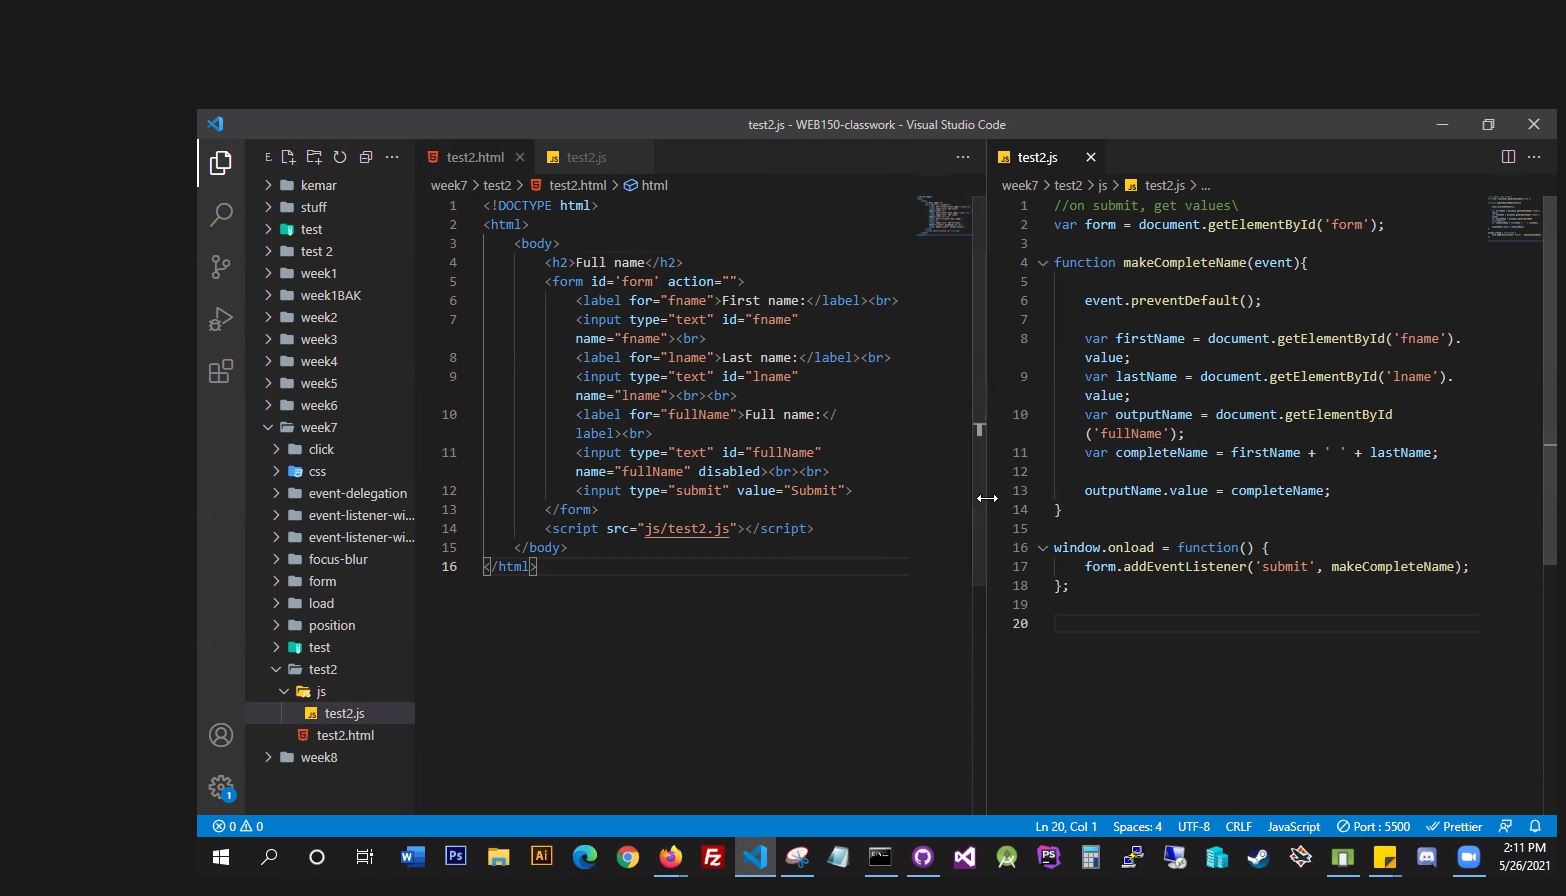 test2.js - WEB150-classwork - Visual Studio Code
E.
kemar
stuff
test
test 2
week1
week1BAK
week2
week3
week4
week5
week6
week7
click
css
event-delegation
event-listener-wi...
event-listener-wi...
focus-blur
form
load
position
test
test2
js
test2.js
test2.html
week8
1
test2.html
test2.js
week7 > test2 > test2.html > html
1 <!DOCTYPE html>
2 <html>
3 <body>
4 <h2>Full name</h2>
5 <form id='form' action="">
6 <label for="fname">First name:</label><br>
7 <input type="text" id="fname"
name="fname"><br>
8 <label for="lname">Last name:</label><br>
9 <input type="text" id="lname"
name="lname"><br><br>
10 <label for="fullName">Full name:</
label><br>
11 <input type="text" id="fullName"
name="fullName" disabled><br><br>
12 <input type="submit" value="Submit">
13 </form>
14 <script src="js/test2.js"></script>
15 </body>
16 </html>
test2.js
week7 > test2 > js > test2.js > ...
1 //on submit, get values\
2 var form = document.getElementById('form');
3
4 function makeCompleteName(event){
5
6 event.preventDefault();
7
8 var firstName = document.getElementById('fname').
value;
9 var lastName = document.getElementById('lname').
value;
10 var outputName = document.getElementById
('fullName');
11 var completeName = firstName + ' ' + lastName;
12
13 outputName.value = completeName;
14 }
15
16 window.onload = function() {
17 form.addEventListener('submit', makeCompleteName);
18 };
19
20
0 0
Ln 20, Col 1 Spaces: 4 UTF-8 CRLF JavaScript Port : 5500 Prettier
2:11 PM
5/26/2021